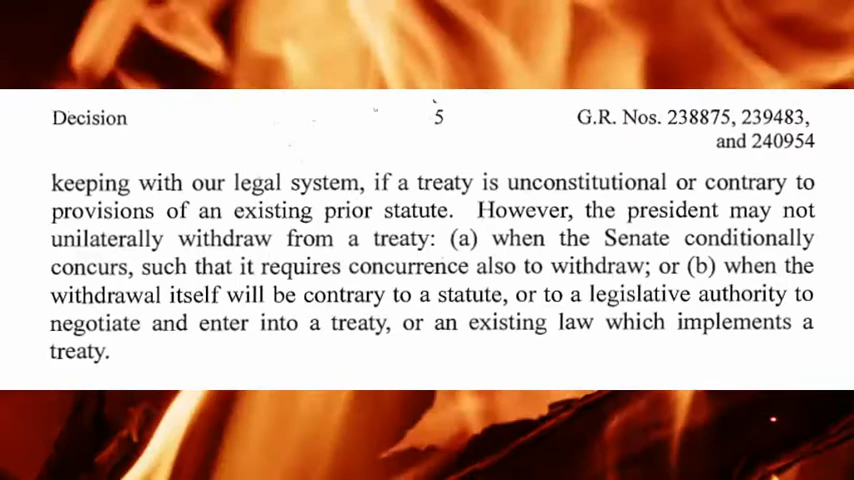 Decision 5 G.R. Nos. 238875, 239483,
and 240954
keeping with our legal system, if a treaty is unconstitutional or contrary to
provisions of an existing prior statute. However, the president may not
unilaterally withdraw from a treaty: (a) when the Senate conditionally
concurs, such that it requires concurrence also to withdraw; or (b) when the
withdrawal itself will be contrary to a statute, or to a legislative authority to
negotiate and enter into a treaty, or an existing law which implements a
treaty.